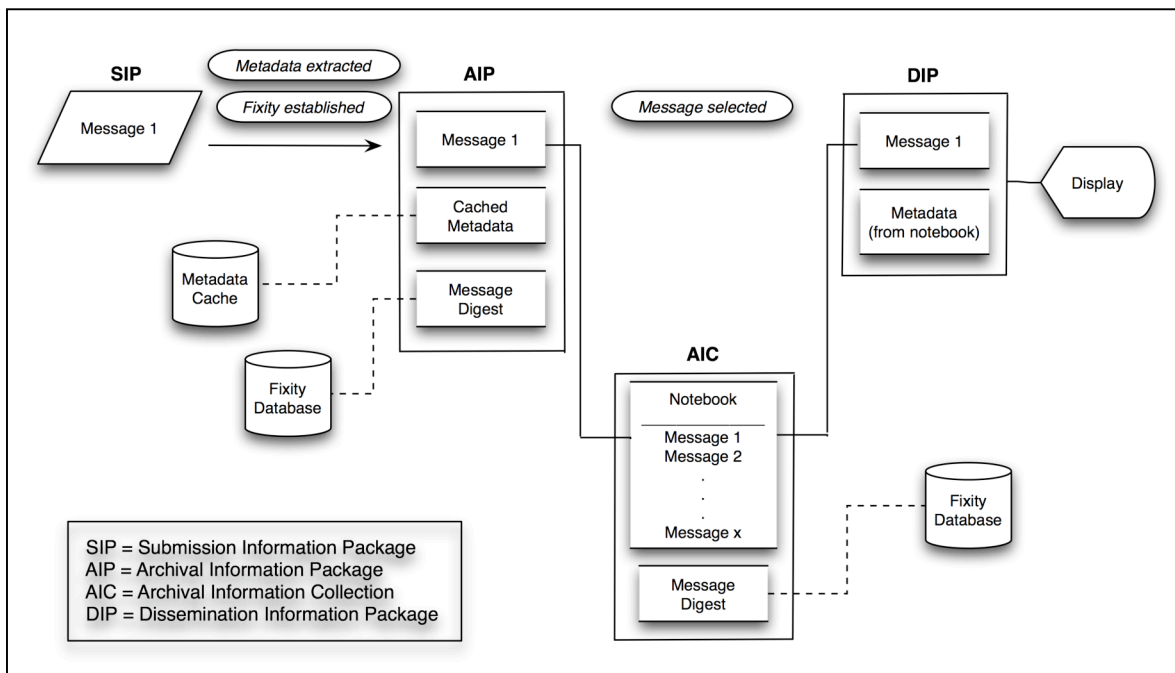 SIP
Message 1
Metadata extracted
Fixity established
AIP
Message 1
Cached
Metadata
Message
Digest
Metadata
Cache
Fixity
Database
Message selected
AIC
Notebook
Message 1
Message 2
.
.
.
Message x
Message
Digest
Fixity
Database
DIP
Message 1
Metadata
(from notebook)
Display
SIP = Submission Information Package
AIP = Archival Information Package
AIC = Archival Information Collection
DIP = Dissemination Information Package